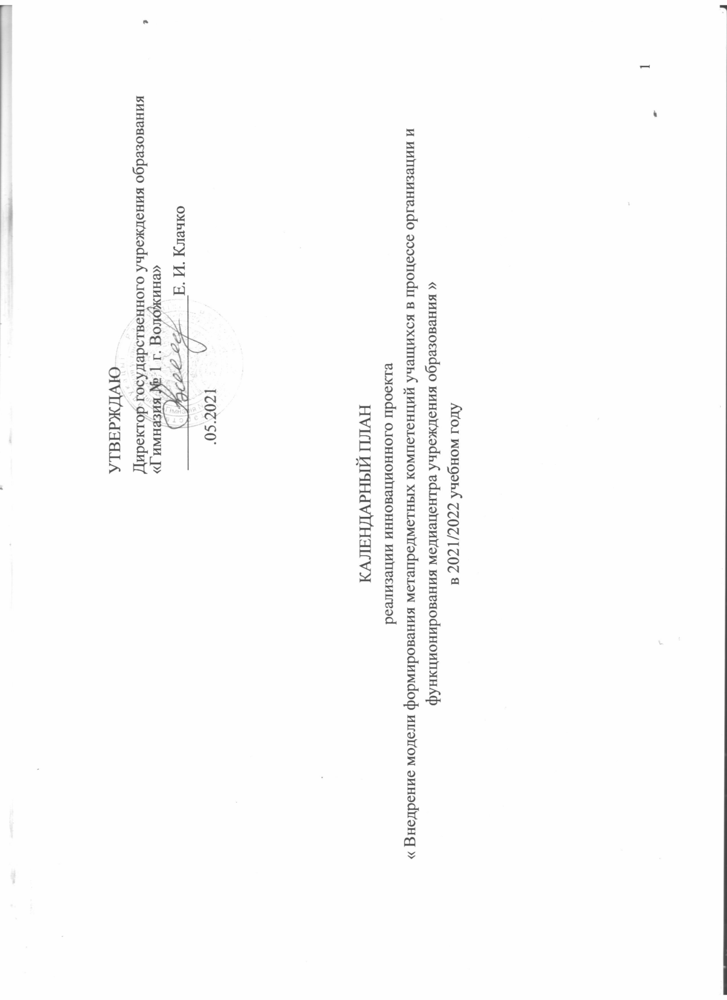 УТВЕРЖДАЮ
Директор государственного учреждения образования
«Гимназия № 1 г. Воложина»
Е. И. Клачко
.05.2021
КАЛЕНДАРНЫЙ ПЛАН
реализации инновационного проекта
« Внедрение модели формирования метапредметных компетенций учащихся в процессе организации и
функционирования медиацентра учреждения образования »
в 2021/2022 учебном году
1